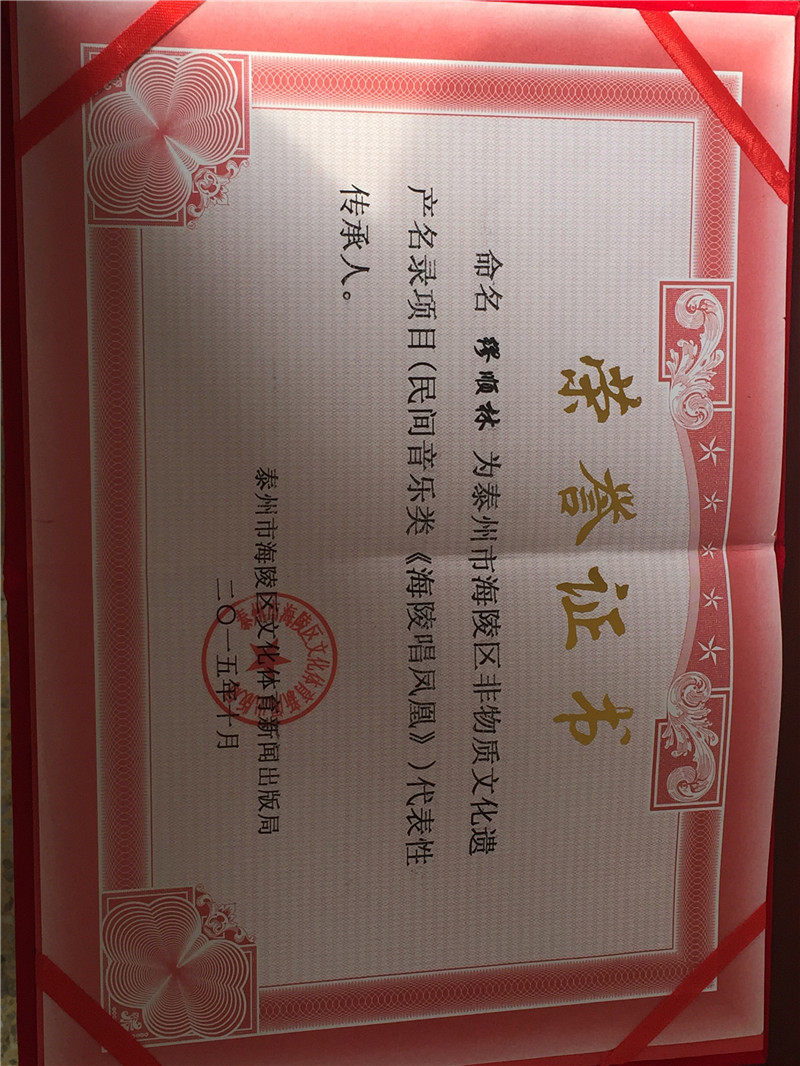 荣誉证书
命名 缪顺林 为泰州市海陵区非物质文化遗
产名录项目(民间音乐类《海陵唱凤凰》)代表性
传承人。
泰州市海陵区文化体育新闻出版局
二〇一五年十月